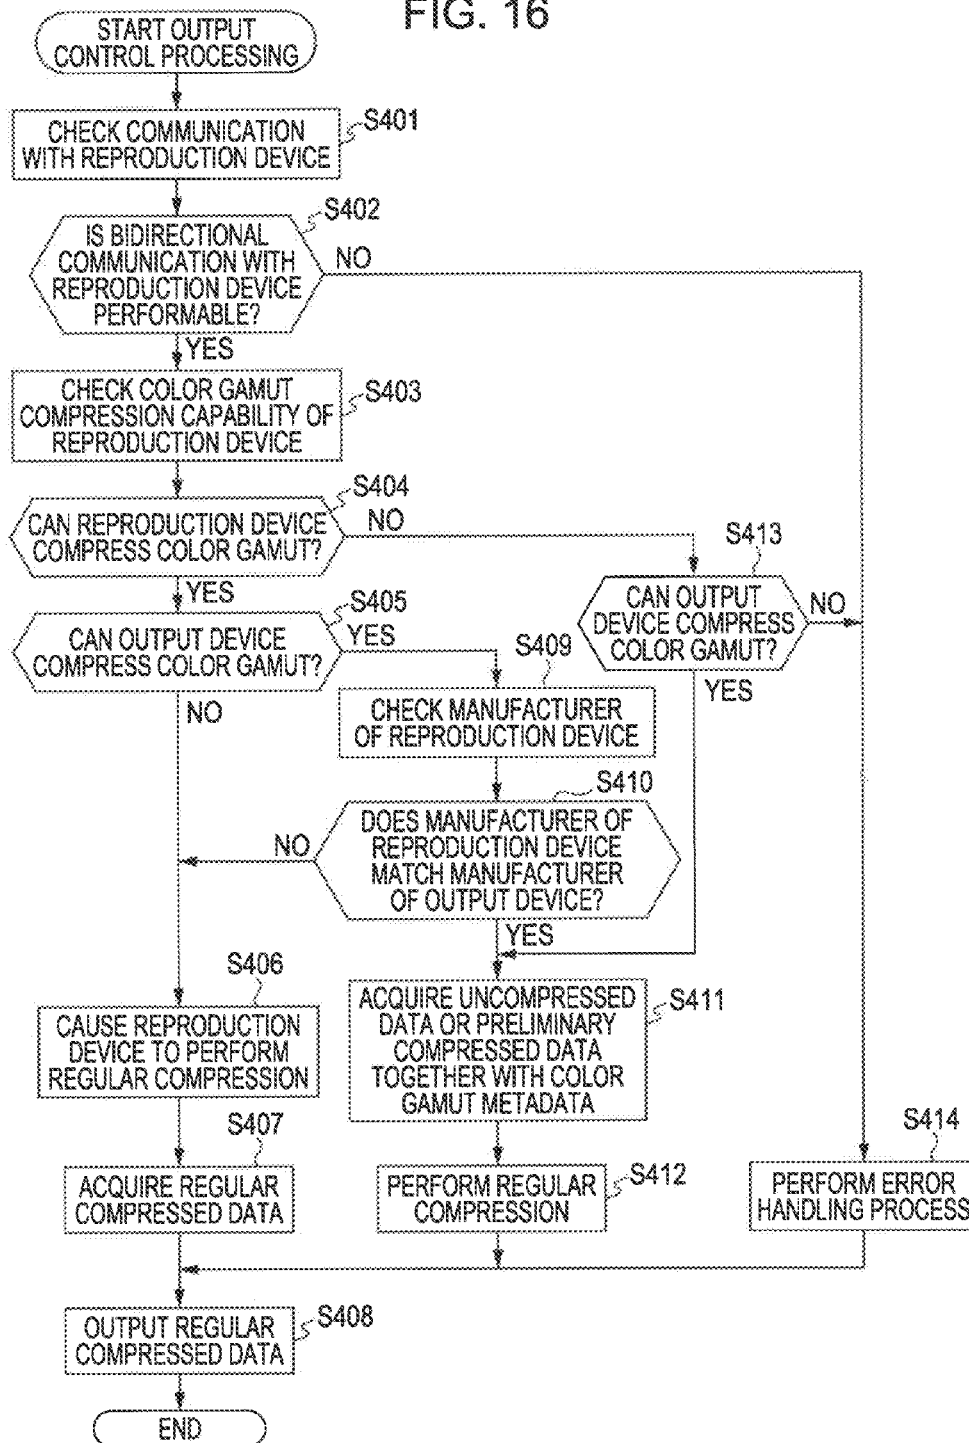 FIG. 16
START OUTPUT
CONTROL PROCESSING
CHECK COMMUNICATION
WITH REPRODUCTION DEVICE
S401
IS BIDIRECTIONAL
COMMUNICATION WITH
REPRODUCTION DEVICE
PERFORMABLE?
S402
NO
YES
CHECK COLOR GAMUT
COMPRESSION CAPABILITY OF
REPRODUCTION DEVICE
S403
CAN REPRODUCTION DEVICE
COMPRESS COLOR GAMUT?
S404
NO
YES
CAN OUTPUT DEVICE
COMPRESS COLOR GAMUT?
S405
YES
NO
S413
CAN OUTPUT
DEVICE COMPRESS
COLOR GAMUT?
NO
YES
S409
CHECK MANUFACTURER
OF REPRODUCTION DEVICE
S410
DOES MANUFACTURER OF
REPRODUCTION DEVICE
MATCH MANUFACTURER
OF OUTPUT DEVICE?
NO
YES
S406
CAUSE REPRODUCTION
DEVICE TO PERFORM
REGULAR COMPRESSION
S411
ACQUIRE UNCOMPRESSED
DATA OR PRELIMINARY
COMPRESSED DATA
TOGETHER WITH COLOR
GAMUT METADATA
S407
ACQUIRE REGULAR
COMPRESSED DATA
S412
PERFORM REGULAR
COMPRESSION
S414
PERFORM ERROR
HANDLING PROCESS
S408
OUTPUT REGULAR
COMPRESSED DATA
END